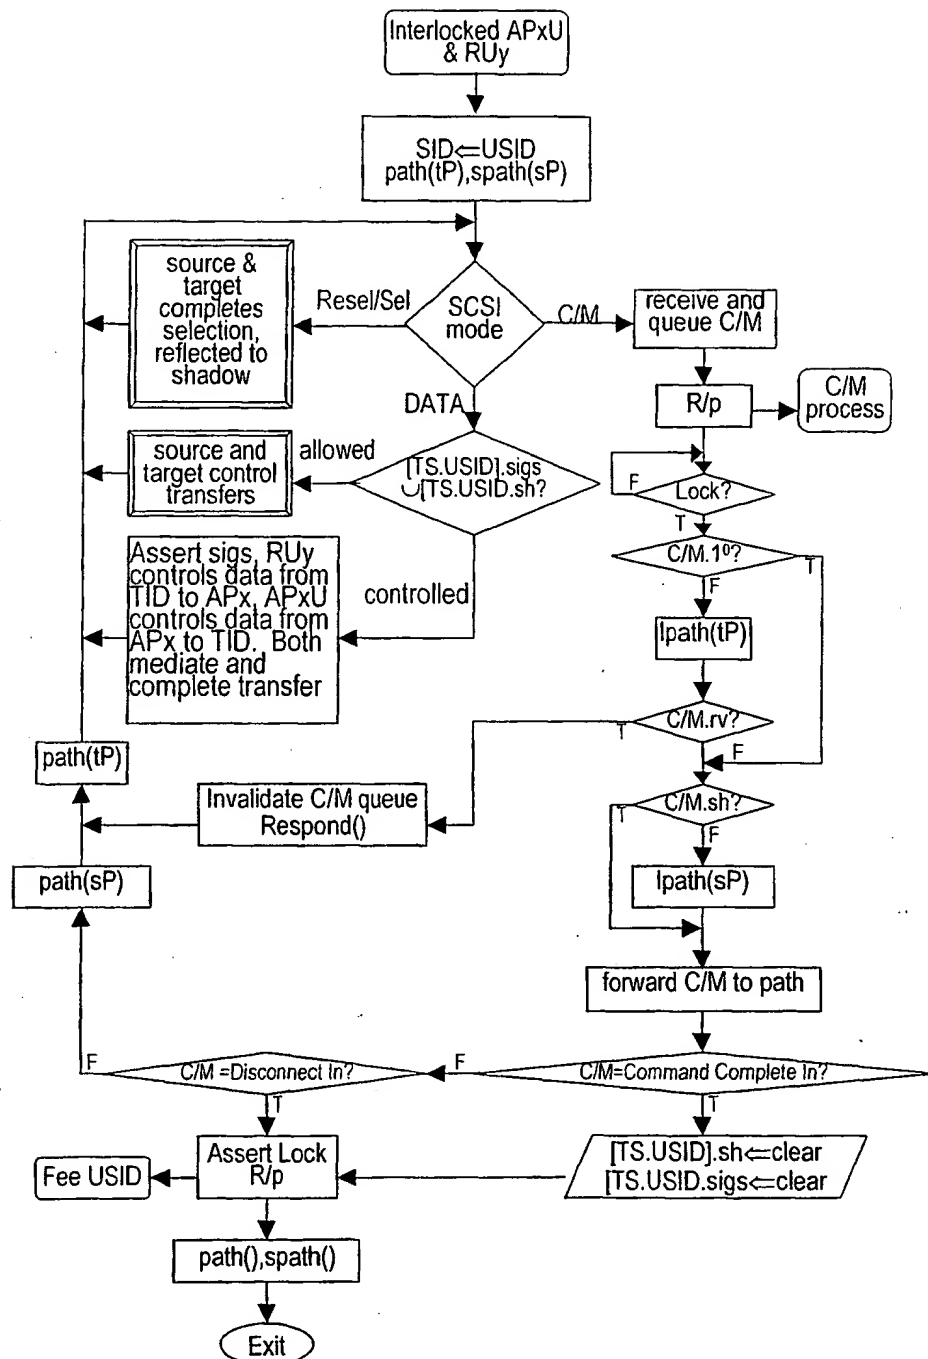 Interlocked APxU
& RUy
SID⇐USID
path(tP),spath(sP)
source &
target
completes
selection,
reflected to
shadow
Resel/Sel
SCSI
mode
C/M
receive and
queue C/M
DATA
R/p
C/M
process
source and
target control
transfers
allowed
[TS.USID].sigs
∪[TS.USID.sh?
F
Lock?
T
C/M.1º?
T
F
Assert sigs, RUy
controls data from
TID to APx, APxU
controls data from
APx to TID. Both
mediate and
complete transfer
controlled
lpath(tP)
C/M.rv?
T
F
path(tP)
Invalidate C/M queue
Respond()
C/M.sh?
T
F
path(sP)
lpath(sP)
forward C/M to path
F
C/M =Disconnect In?
F
C/M=Command Complete In?
T
T
Fee USID
Assert Lock
R/p
[TS.USID].sh⇐clear
[TS.USID.sigs⇐clear
path(),spath()
Exit